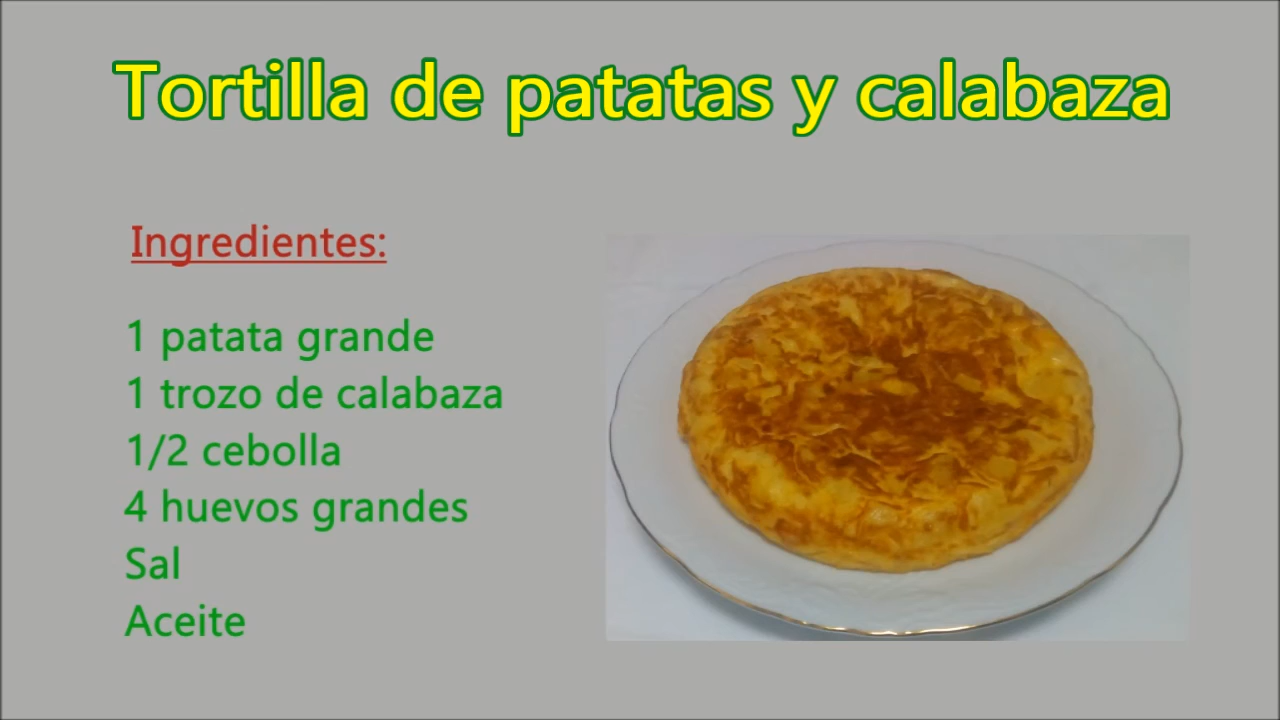 Tortilla de patatas y calabaza
Ingredientes:
1 patata grande
1 trozo de calabaza
1/2 cebolla
4 huevos grandes
Sal
Aceite